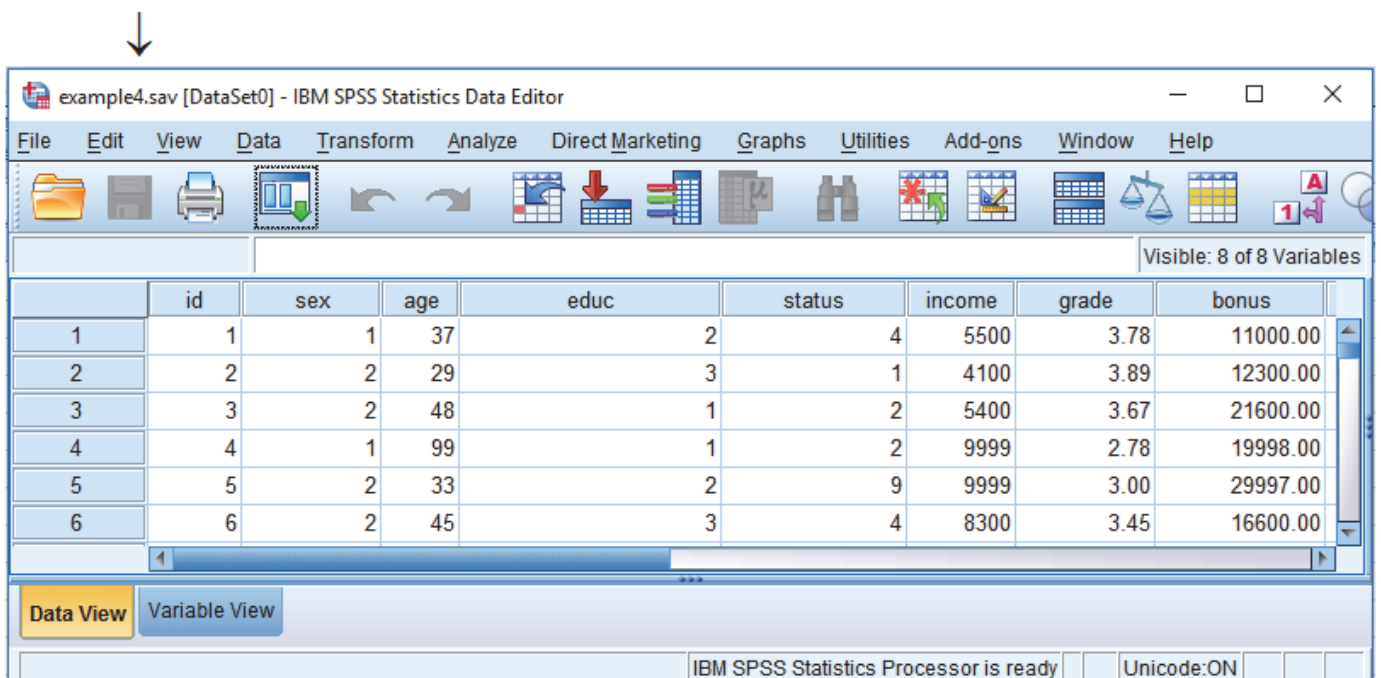 ↓
example4.sav [DataSet0] - IBM SPSS Statistics Data Editor
File Edit View Data Transform Analyze Direct Marketing Graphs Utilities Add-ons Window Help
μ A
1
Visible: 8 of 8 Variables
id sex age educ status income grade bonus
1 1 1 37 2 4 5500 3.78 11000.00
2 2 2 29 3 1 4100 3.89 12300.00
3 3 2 48 1 2 5400 3.67 21600.00
4 4 1 99 1 2 9999 2.78 19998.00
5 5 2 33 2 9 9999 3.00 29997.00
6 6 2 45 3 4 8300 3.45 16600.00
Data View Variable View
IBM SPSS Statistics Processor is ready Unicode:ON